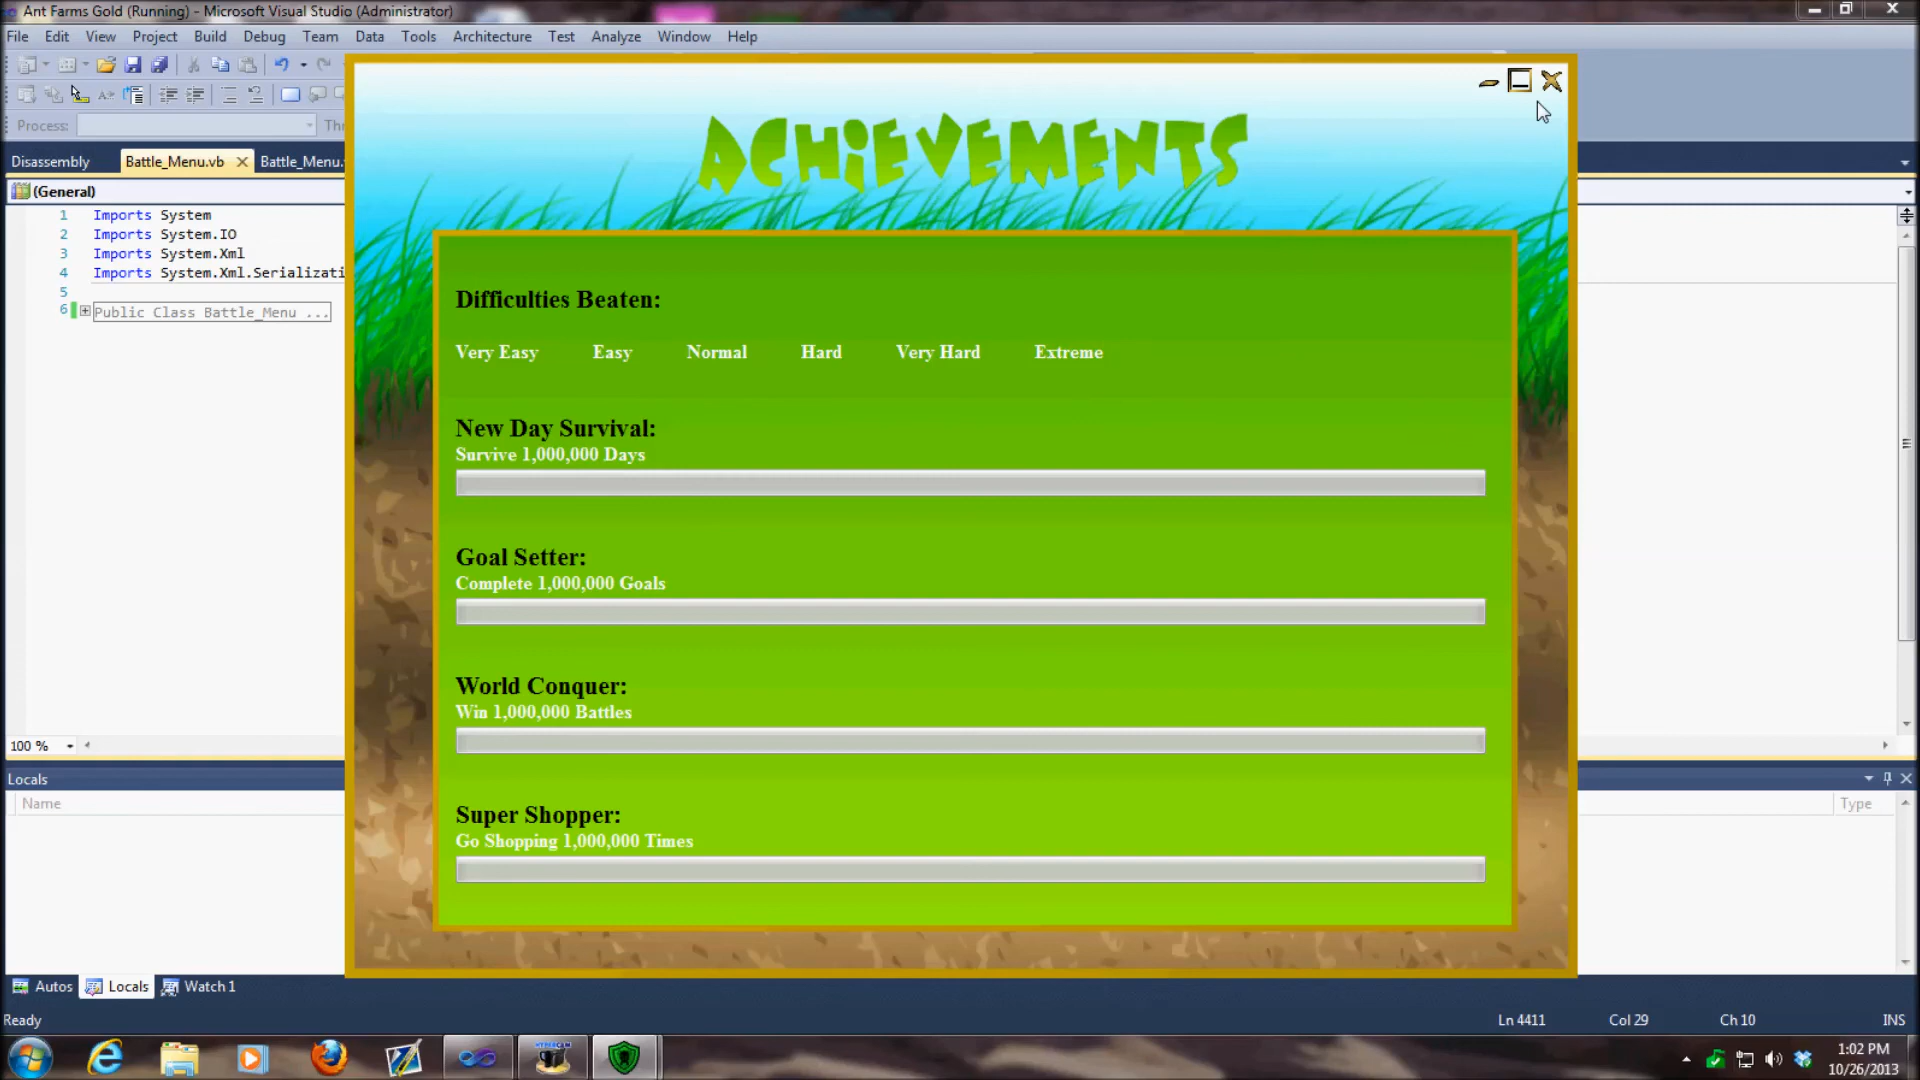 Ant Farms Gold (Running) - Microsoft Visual Studio (Administrator)
File Edit View Project Build Debug Team Data Tools Architecture Test Analyze Window Help
Process:
Disassembly Battle_Menu.vb Battle_Menu.
(General)
1 Imports System
2 Imports System.IO
3 Imports System.Xml
4 Imports System.Xml.Serializati
5
6 Public Class Battle_Menu ...
ACHIEVEMENTS
Difficulties Beaten:
Very Easy Easy Normal Hard Very Hard Extreme
New Day Survival:
Survive 1,000,000 Days
Goal Setter:
Complete 1,000,000 Goals
World Conquer:
Win 1,000,000 Battles
Super Shopper:
Go Shopping 1,000,000 Times
100 %
Locals
Name Type
Autos Locals Watch 1
Ready Ln 4411 Col 29 Ch 10 INS
HYPERCAM
1:02 PM
10/26/2013